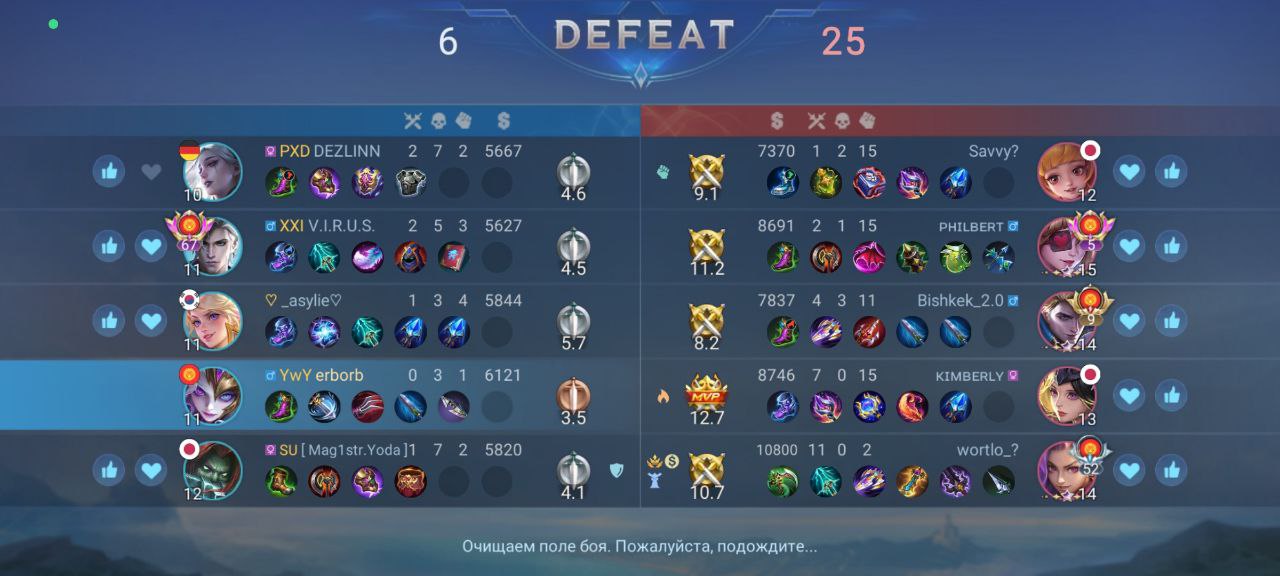 6 DEFEAT 25
PXD DEZLINN 2 7 2 5667
10
4.6
7370 1 2 15 Savvy?
9.1
12
XXI V.I.R.U.S. 2 5 3 5627
67
11
4.5
8691 2 1 15 PHILBERT
11.2
5
15
♡ _asylie♡ 1 3 4 5844
11
5.7
7837 4 3 11 Bishkek_2.0
8.2
14
YwY erborb 0 3 1 6121
11
3.5
8746 7 0 15 KIMBERLY
MVP
12.7
13
SU [ Mag1str.Yoda ]1 7 2 5820
12
4.1
10800 11 0 2 wortlo_?
10.7
52
14
Очищаем поле боя. Пожалуйста, подождите...